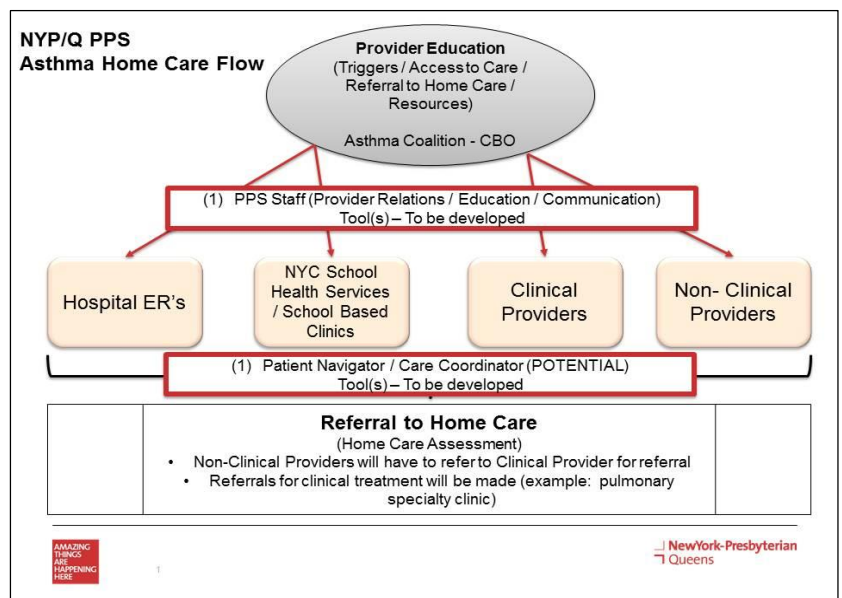 NYP/Q PPS
Asthma Home Care Flow
Provider Education
(Triggers / Access to Care /
Referral to Home Care /
Resources)
Asthma Coalition - CBO
(1) PPS Staff (Provider Relations / Education / Communication)
Tool(s) – To be developed
Hospital ER's
NYC School
Health Services
/ School Based
Clinics
Clinical
Providers
Non- Clinical
Providers
(1) Patient Navigator / Care Coordinator (POTENTIAL)
Tool(s) – To be developed
Referral to Home Care
(Home Care Assessment)
• Non-Clinical Providers will have to refer to Clinical Provider for referral
• Referrals for clinical treatment will be made (example: pulmonary
specialty clinic)
AMAZING
THINGS
ARE
HAPPENING
HERE
1
NewYork-Presbyterian
Queens